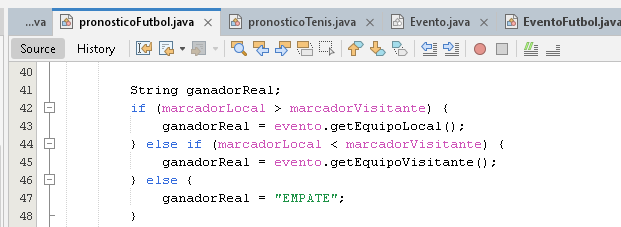 ...va pronosticoFutbol.java pronosticoTenis.java Evento.java EventoFutbol.java
Source History
40
41 String ganadorReal;
42 if (marcadorLocal > marcadorVisitante) {
43 ganadorReal = evento.getEquipoLocal();
44 } else if (marcadorLocal < marcadorVisitante) {
45 ganadorReal = evento.getEquipoVisitante();
46 } else {
47 ganadorReal = "EMPATE";
48 }